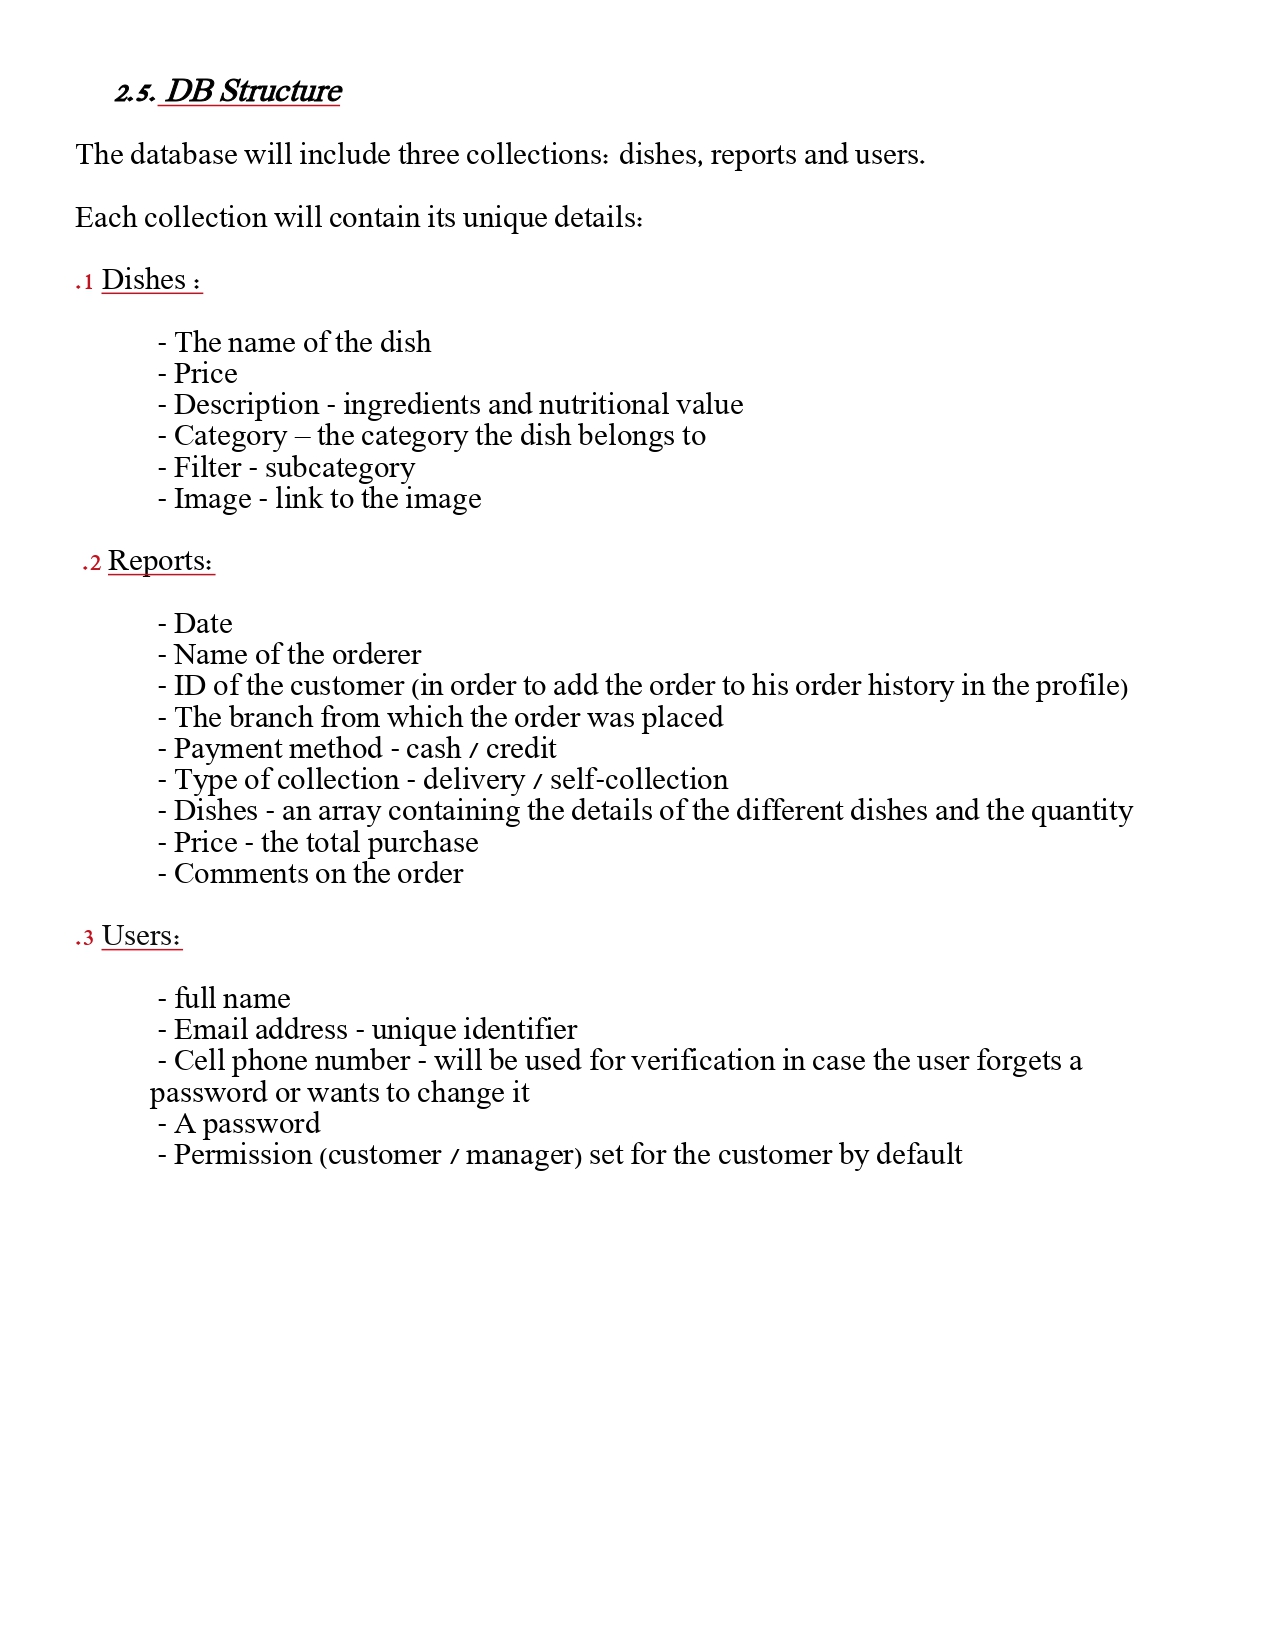 2.5. DB Structure
The database will include three collections: dishes, reports and users.
Each collection will contain its unique details:
.1 Dishes :
- The name of the dish
- Price
- Description - ingredients and nutritional value
- Category – the category the dish belongs to
- Filter - subcategory
- Image - link to the image
.2 Reports:
- Date
- Name of the orderer
- ID of the customer (in order to add the order to his order history in the profile)
- The branch from which the order was placed
- Payment method - cash / credit
- Type of collection - delivery / self-collection
- Dishes - an array containing the details of the different dishes and the quantity
- Price - the total purchase
- Comments on the order
.3 Users:
- full name
- Email address - unique identifier
- Cell phone number - will be used for verification in case the user forgets a
password or wants to change it
- A password
- Permission (customer / manager) set for the customer by default